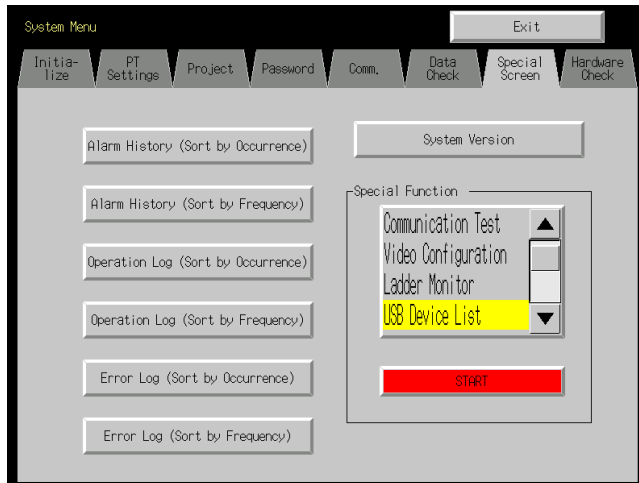 System Menu
Exit
Initia-
lize
PT
Settings
Project
Password
Comm.
Data
Check
Special
Screen
Hardware
Check
Alarm History (Sort by Occurrence)
Alarm History (Sort by Frequency)
Operation Log (Sort by Occurrence)
Operation Log (Sort by Frequency)
Error Log (Sort by Occurrence)
Error Log (Sort by Frequency)
System Version
Special Function
Communication Test
Video Configuration
Ladder Monitor
USB Device List
START